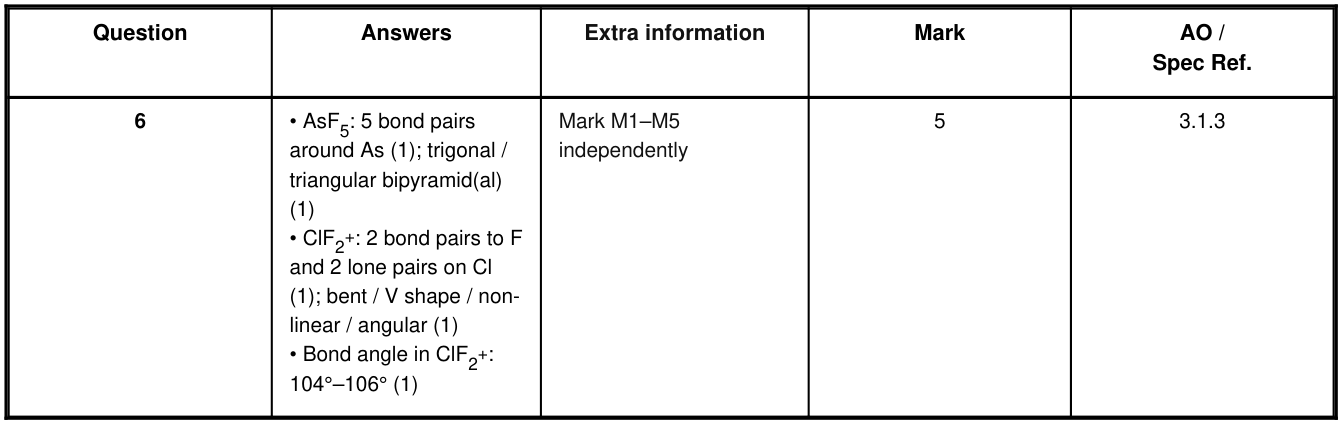 Question Answers Extra information Mark AO /
Spec Ref.
6 • AsF₅: 5 bond pairs Mark M1–M5 5 3.1.3
around As (1); trigonal / independently
triangular bipyramid(al)
(1)
• ClF₂⁺: 2 bond pairs to F
and 2 lone pairs on Cl
(1); bent / V shape / non-
linear / angular (1)
• Bond angle in ClF₂⁺:
104°–106° (1)